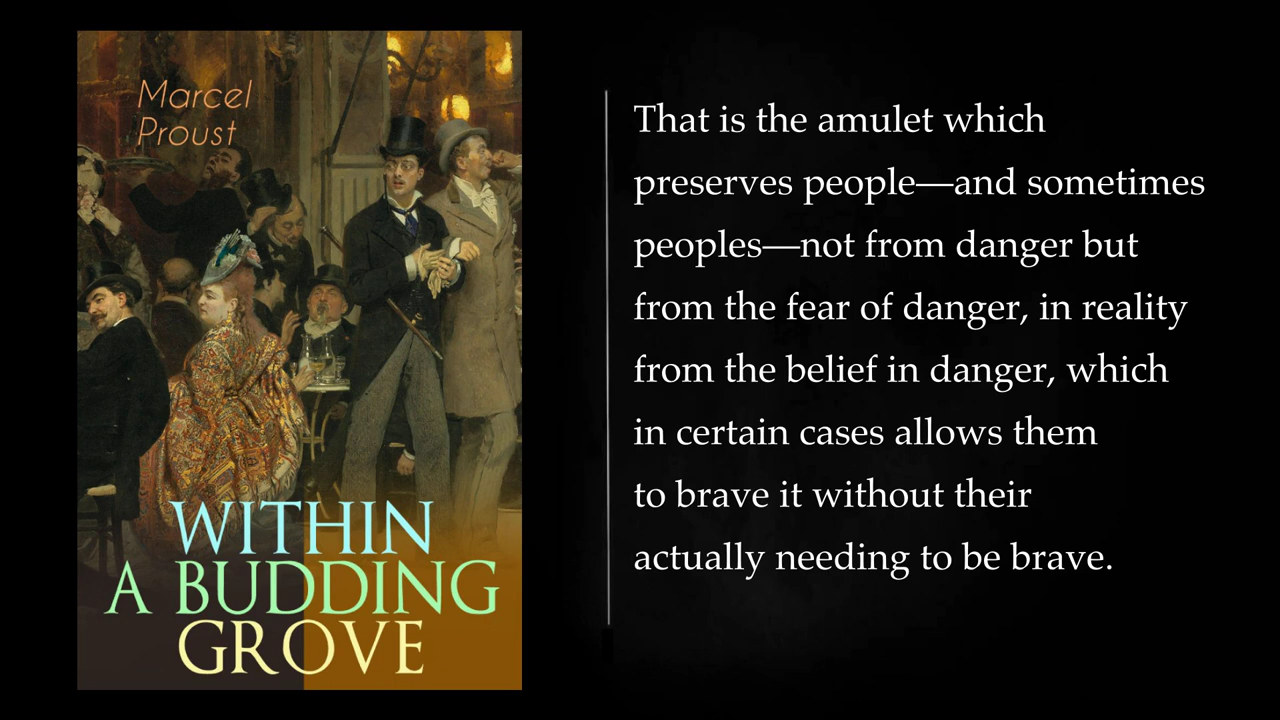 Marcel
Proust
WITHIN
A BUDDING
GROVE
That is the amulet which
preserves people—and sometimes
peoples—not from danger but
from the fear of danger, in reality
from the belief in danger, which
in certain cases allows them
to brave it without their
actually needing to be brave.